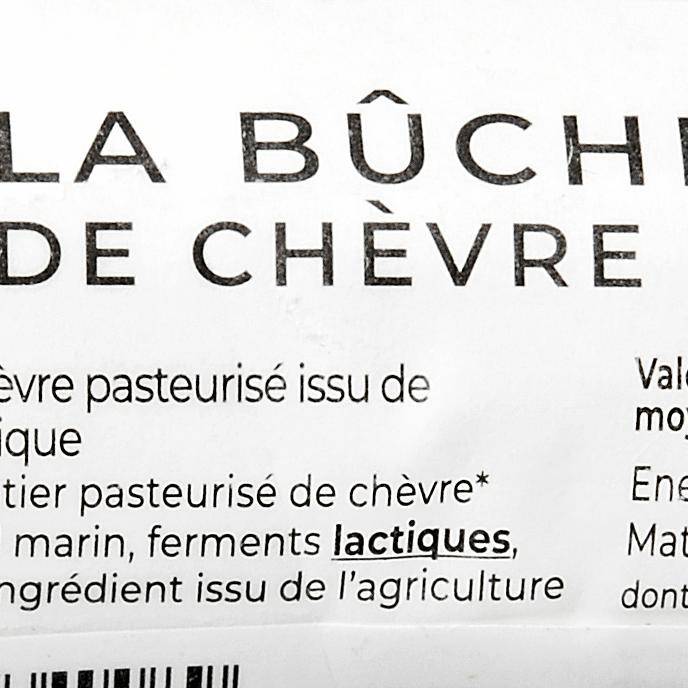 LA BÛCH
DE CHÈVRE
èvre pasteurisé issu de
ique
tier pasteurisé de chèvre*
marin, ferments lactiques,
ngrédient issu de l'agriculture
Vale
moy
Ene
Mat
dont